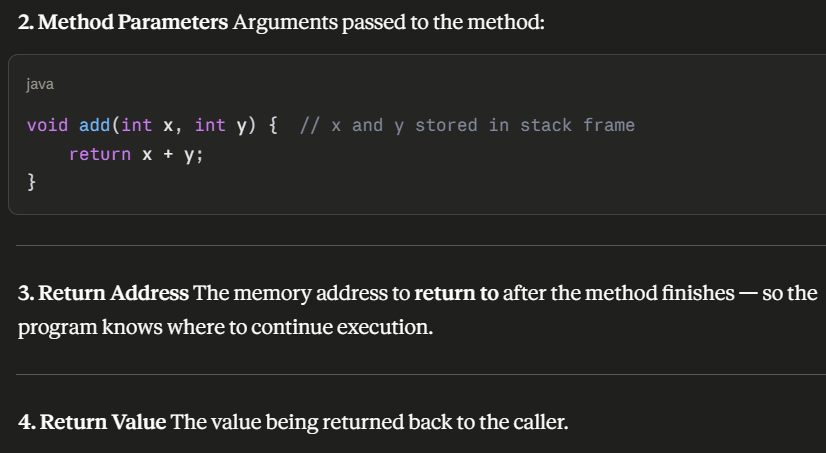 2. Method Parameters Arguments passed to the method:
java
void add(int x, int y) {  // x and y stored in stack frame
    return x + y;
}
3. Return Address The memory address to return to after the method finishes — so the
program knows where to continue execution.
4. Return Value The value being returned back to the caller.